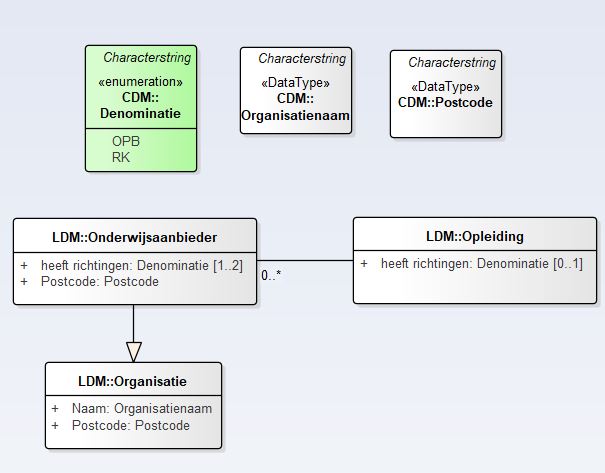 Characterstring
«enumeration»
CDM::
Denominatie
OPB
RK
Characterstring
«DataType»
CDM::
Organisatienaam
Characterstring
«DataType»
CDM::Postcode
LDM::Onderwijsaanbieder
+ heeft richtingen: Denominatie [1..2]
+ Postcode: Postcode
0..*
LDM::Opleiding
+ heeft richtingen: Denominatie [0..1]
LDM::Organisatie
+ Naam: Organisatienaam
+ Postcode: Postcode